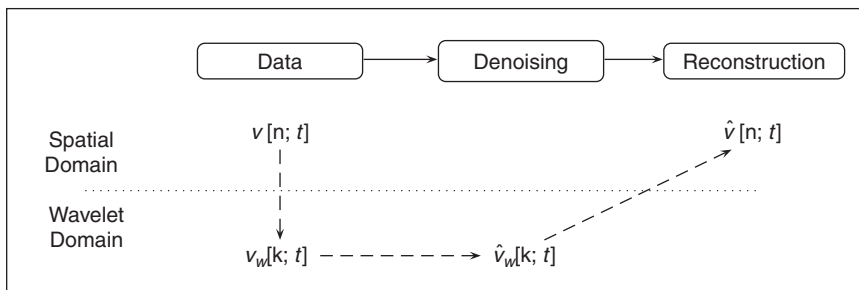 Data Denoising Reconstruction
Spatial
Domain
v [n; t] v̂ [n; t]
Wavelet
Domain
v_w[k; t] v̂_w[k; t]